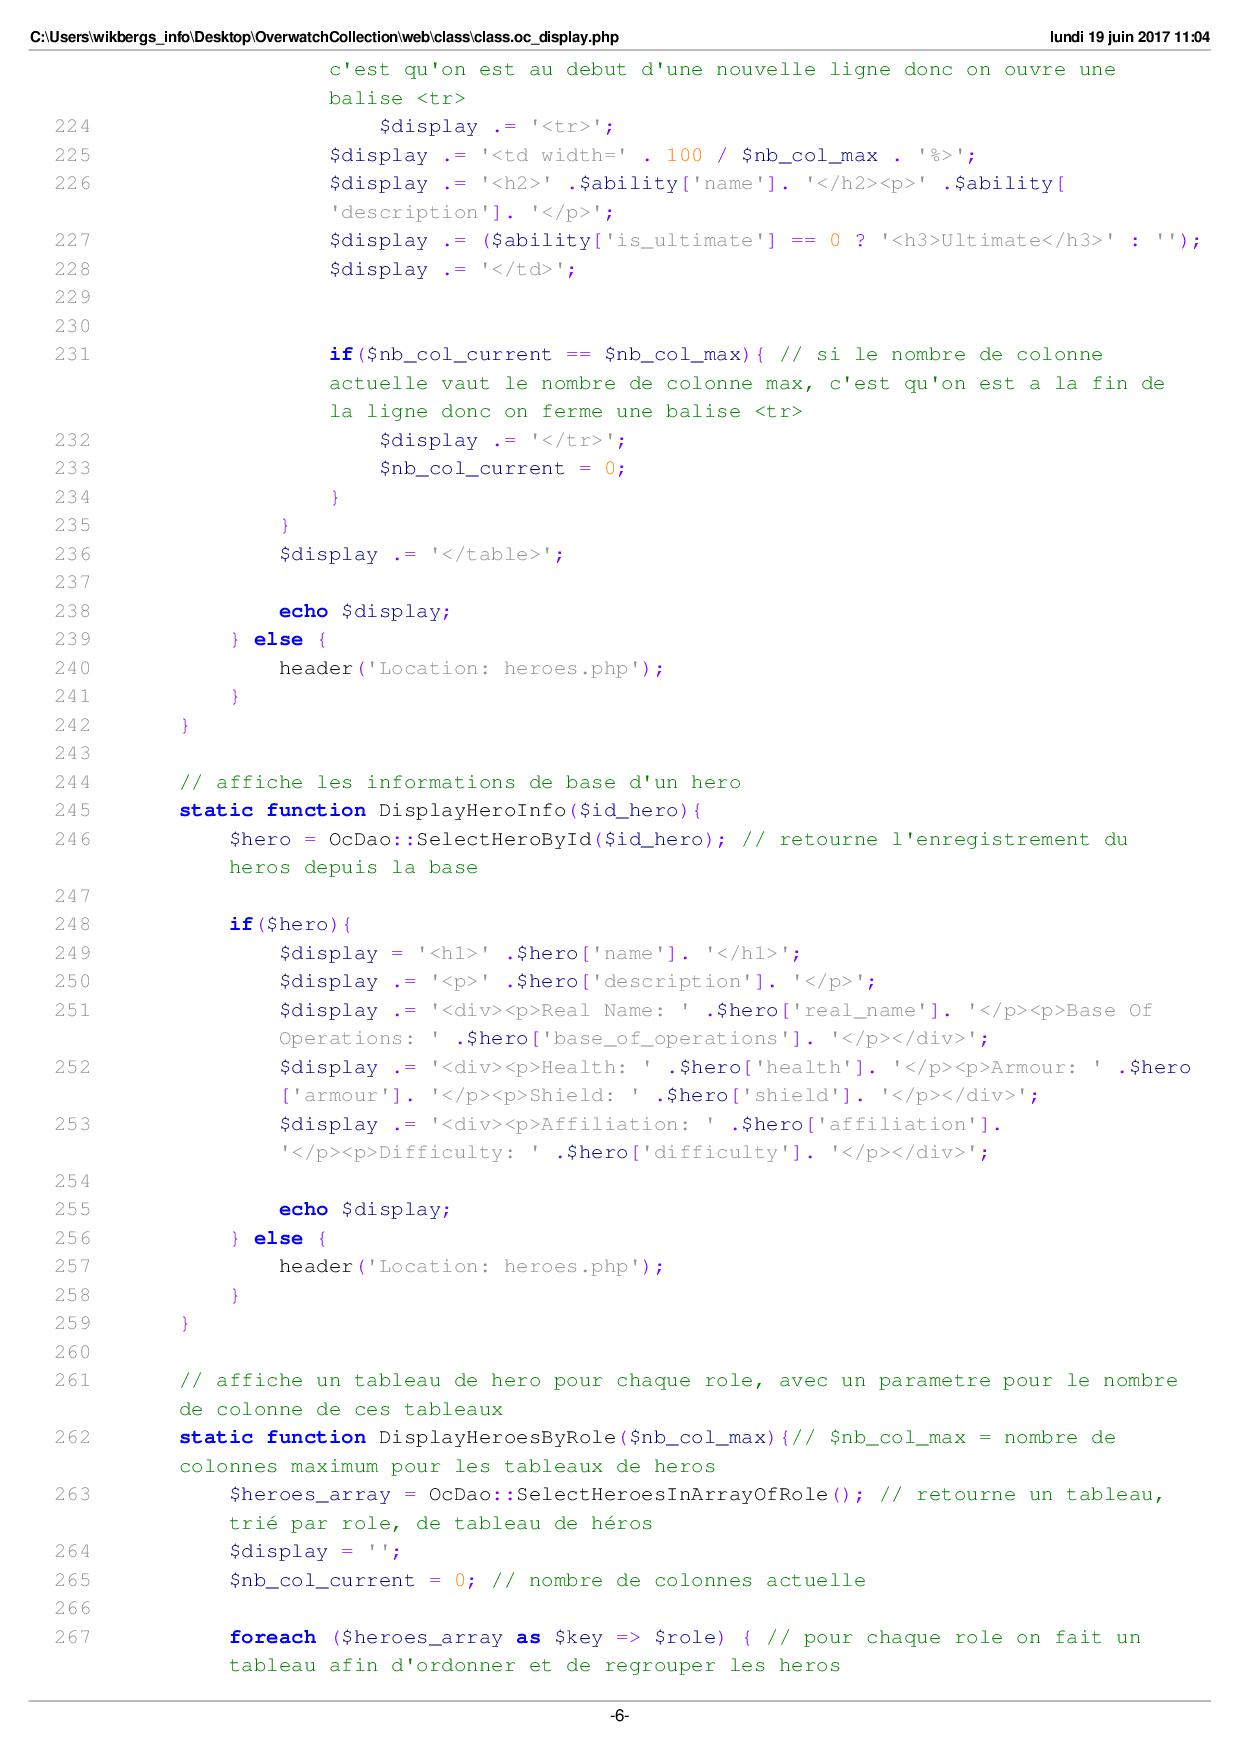 C:\Users\wikbergs_info\Desktop\OverwatchCollection\web\class\class.oc_display.php lundi 19 juin 2017 11:04
c'est qu'on est au debut d'une nouvelle ligne donc on ouvre une
balise <tr>
224 $display .= '<tr>';
225 $display .= '<td width=' . 100 / $nb_col_max . '%>';
226 $display .= '<h2>' .$ability['name']. '</h2><p>' .$ability[
'description']. '</p>';
227 $display .= ($ability['is_ultimate'] == 0 ? '<h3>Ultimate</h3>' : '');
228 $display .= '</td>';
229
230
231 if($nb_col_current == $nb_col_max){ // si le nombre de colonne
actuelle vaut le nombre de colonne max, c'est qu'on est a la fin de
la ligne donc on ferme une balise <tr>
232 $display .= '</tr>';
233 $nb_col_current = 0;
234 }
235 }
236 $display .= '</table>';
237
238 echo $display;
239 } else {
240 header('Location: heroes.php');
241 }
242 }
243
244 // affiche les informations de base d'un hero
245 static function DisplayHeroInfo($id_hero){
246 $hero = OcDao::SelectHeroById($id_hero); // retourne l'enregistrement du
heros depuis la base
247
248 if($hero){
249 $display = '<h1>' .$hero['name']. '</h1>';
250 $display .= '<p>' .$hero['description']. '</p>';
251 $display .= '<div><p>Real Name: ' .$hero['real_name']. '</p><p>Base Of
Operations: ' .$hero['base_of_operations']. '</p></div>';
252 $display .= '<div><p>Health: ' .$hero['health']. '</p><p>Armour: ' .$hero
['armour']. '</p><p>Shield: ' .$hero['shield']. '</p></div>';
253 $display .= '<div><p>Affiliation: ' .$hero['affiliation'].
'</p><p>Difficulty: ' .$hero['difficulty']. '</p></div>';
254
255 echo $display;
256 } else {
257 header('Location: heroes.php');
258 }
259 }
260
261 // affiche un tableau de hero pour chaque role, avec un parametre pour le nombre
de colonne de ces tableaux
262 static function DisplayHeroesByRole($nb_col_max){// $nb_col_max = nombre de
colonnes maximum pour les tableaux de heros
263 $heroes_array = OcDao::SelectHeroesInArrayOfRole(); // retourne un tableau,
trié par role, de tableau de héros
264 $display = '';
265 $nb_col_current = 0; // nombre de colonnes actuelle
266
267 foreach ($heroes_array as $key => $role) { // pour chaque role on fait un
tableau afin d'ordonner et de regrouper les heros
-6-